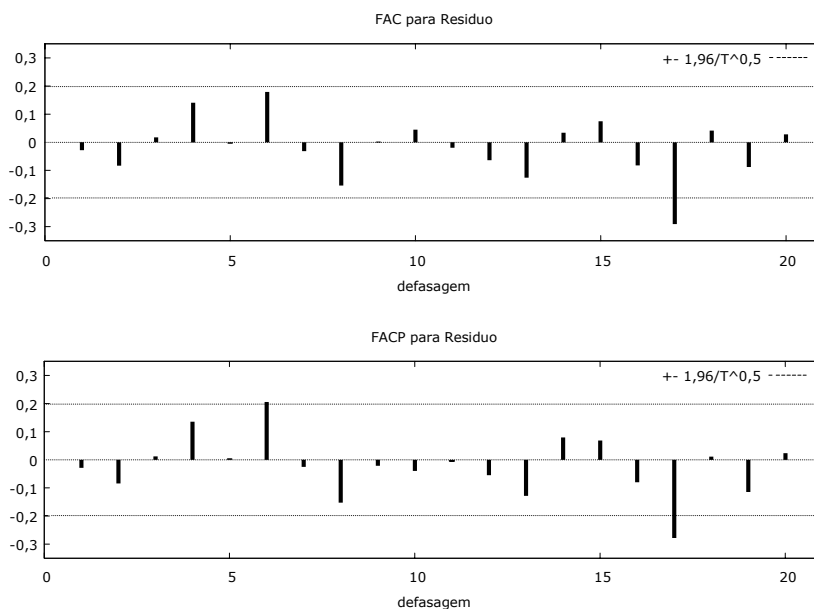 FAC para Residuo
+- 1,96/T^0,5
0,3
0,2
0,1
0
-0,1
-0,2
-0,3
0 5 10 15 20
defasagem
FACP para Residuo
+- 1,96/T^0,5
0,3
0,2
0,1
0
-0,1
-0,2
-0,3
0 5 10 15 20
defasagem